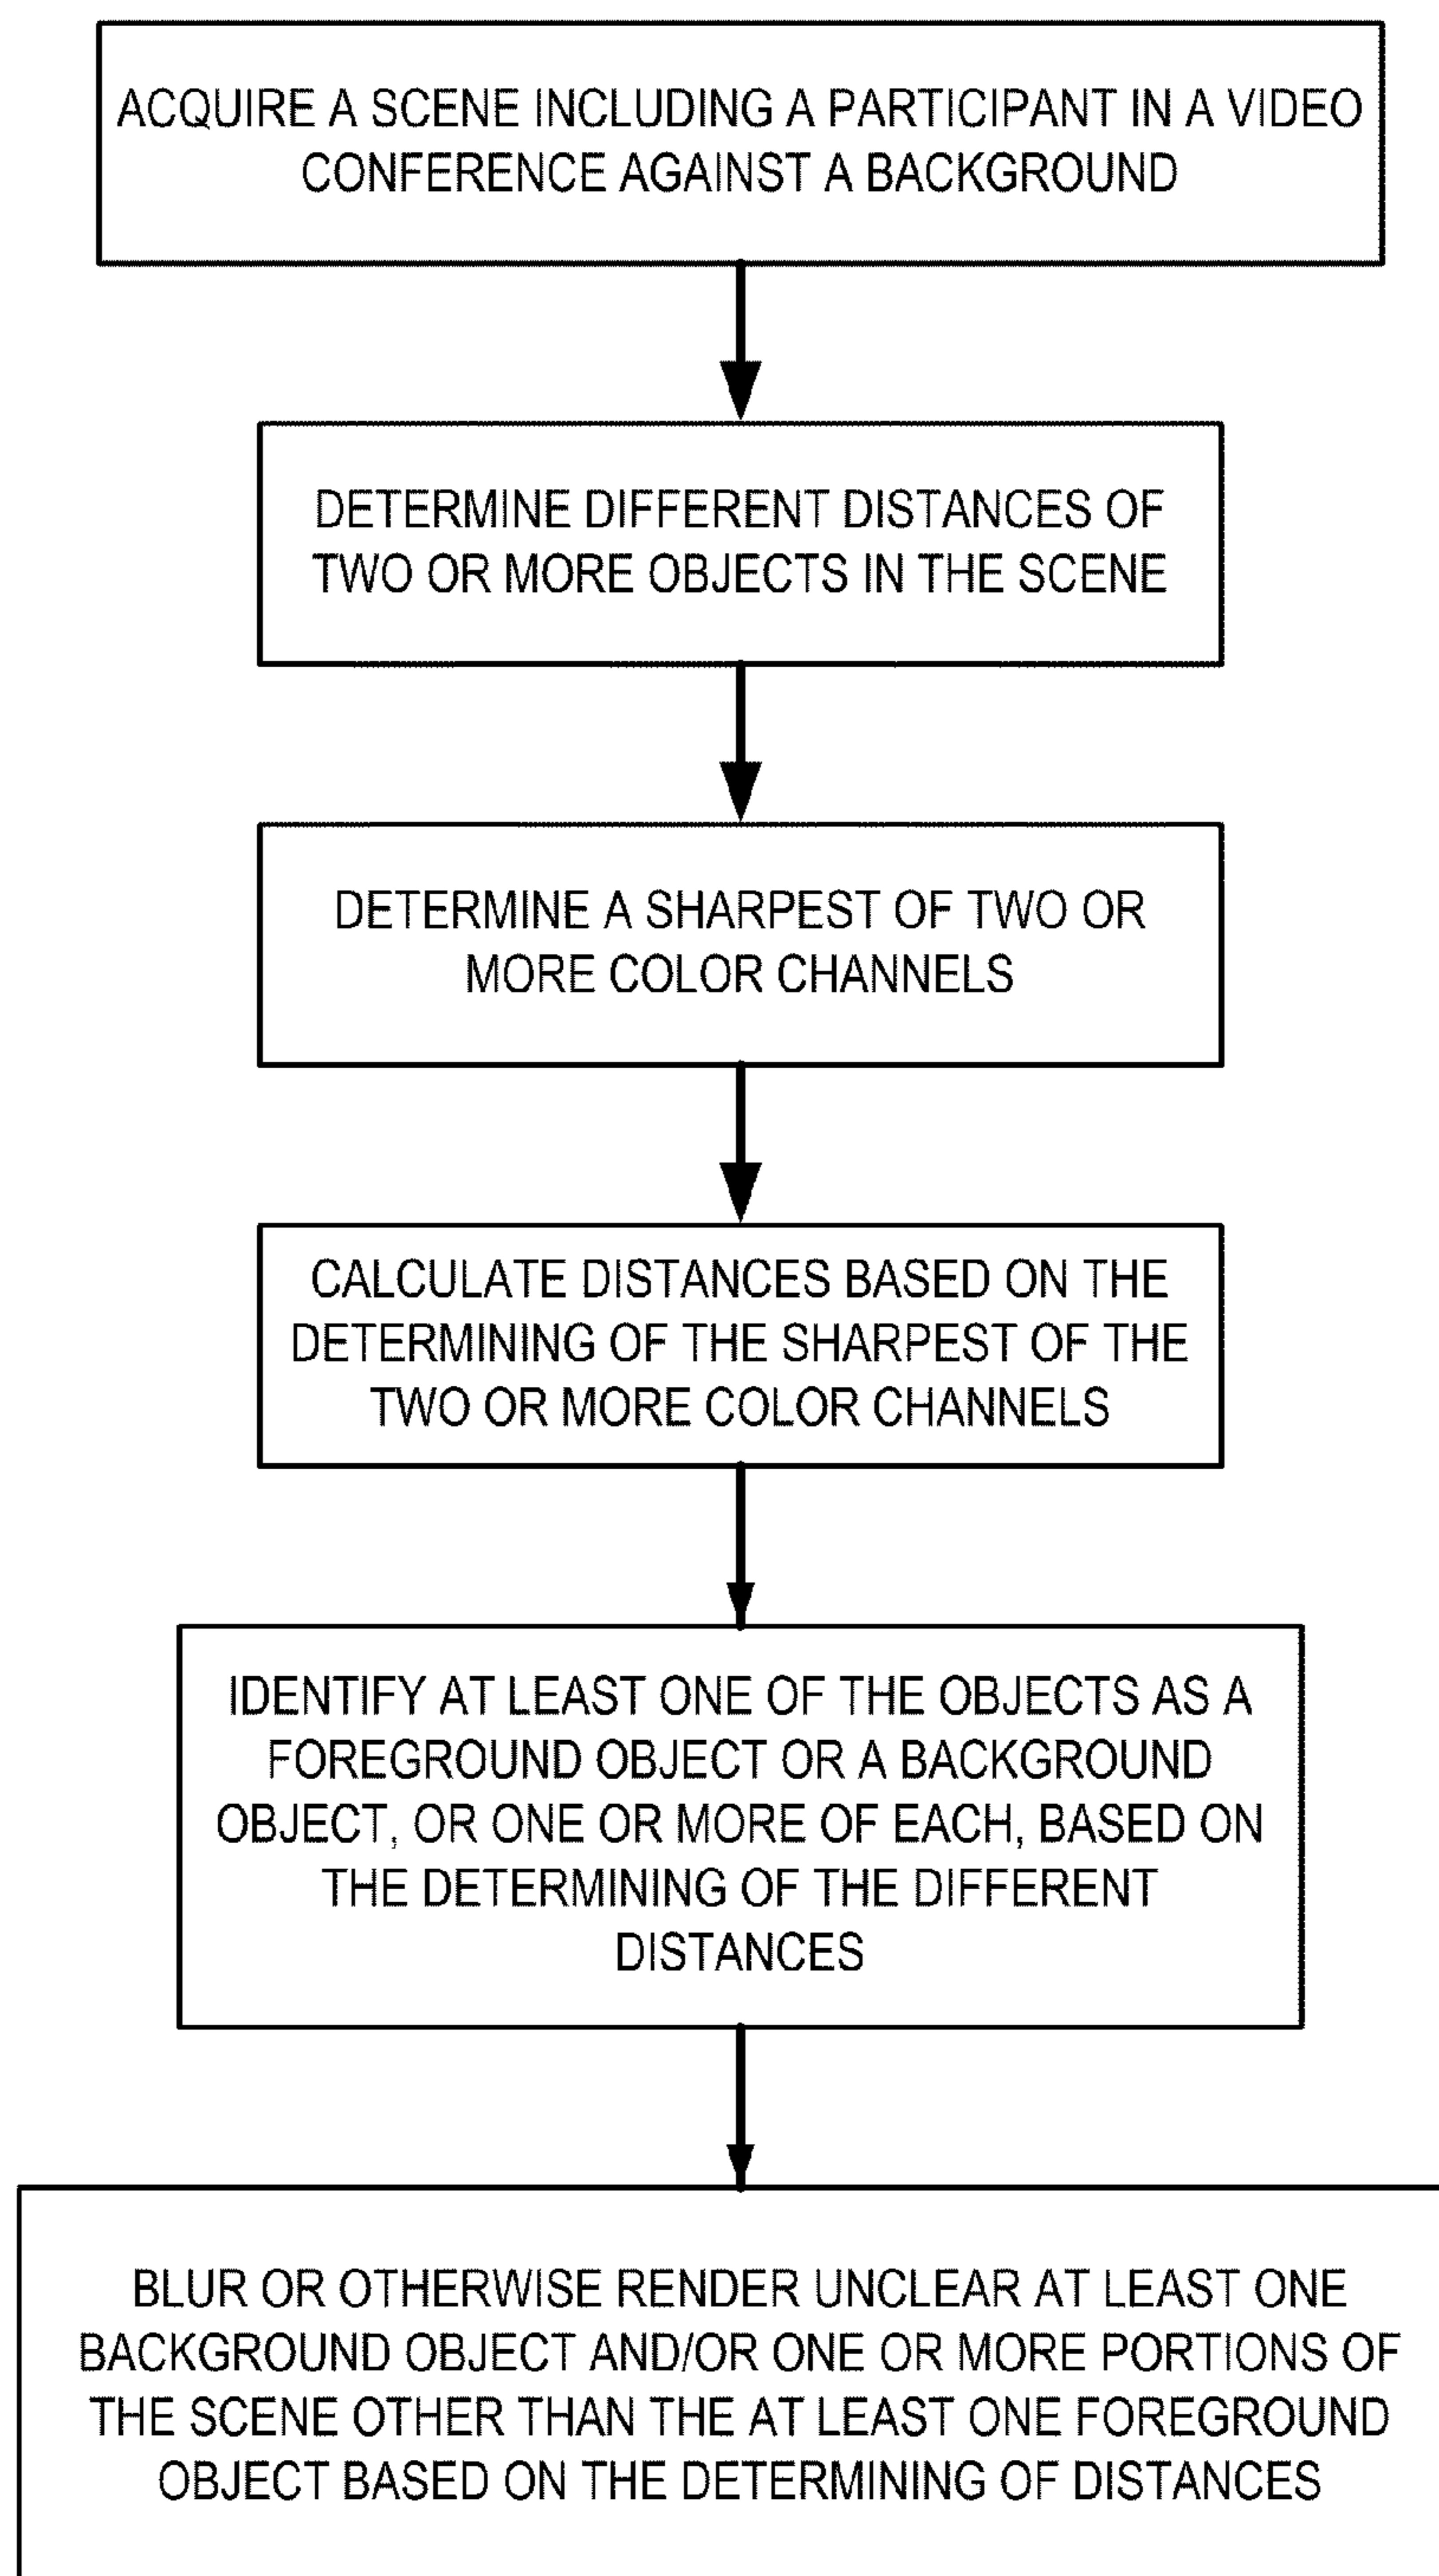 ACQUIRE A SCENE INCLUDING A PARTICIPANT IN A VIDEO
CONFERENCE AGAINST A BACKGROUND
DETERMINE DIFFERENT DISTANCES OF
TWO OR MORE OBJECTS IN THE SCENE
DETERMINE A SHARPEST OF TWO OR
MORE COLOR CHANNELS
CALCULATE DISTANCES BASED ON THE
DETERMINING OF THE SHARPEST OF THE
TWO OR MORE COLOR CHANNELS
IDENTIFY AT LEAST ONE OF THE OBJECTS AS A
FOREGROUND OBJECT OR A BACKGROUND
OBJECT, OR ONE OR MORE OF EACH, BASED ON
THE DETERMINING OF THE DIFFERENT
DISTANCES
BLUR OR OTHERWISE RENDER UNCLEAR AT LEAST ONE
BACKGROUND OBJECT AND/OR ONE OR MORE PORTIONS OF
THE SCENE OTHER THAN THE AT LEAST ONE FOREGROUND
OBJECT BASED ON THE DETERMINING OF DISTANCES